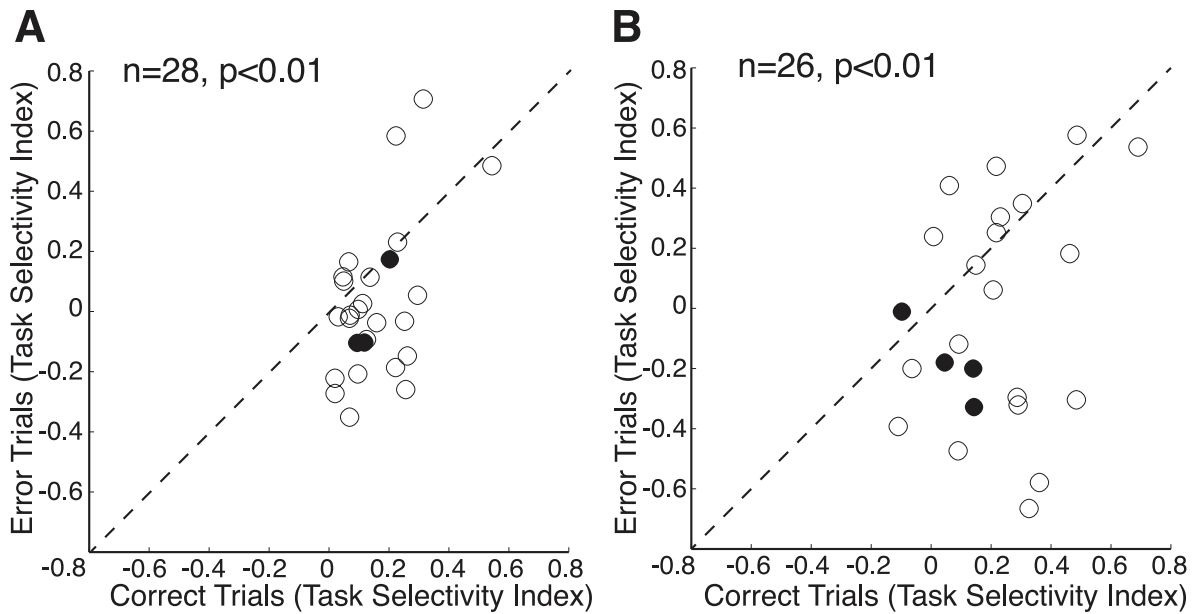 A
n=28, p<0.01
0.8
0.6
0.4
0.2
0
-0.2
-0.4
-0.6
-0.8 -0.6 -0.4 -0.2 0 0.2 0.4 0.6 0.8
Error Trials (Task Selectivity Index)
Correct Trials (Task Selectivity Index)
B
n=26, p<0.01
0.8
0.6
0.4
0.2
0
-0.2
-0.4
-0.6
-0.8 -0.6 -0.4 -0.2 0 0.2 0.4 0.6 0.8
Error Trials (Task Selectivity Index)
Correct Trials (Task Selectivity Index)